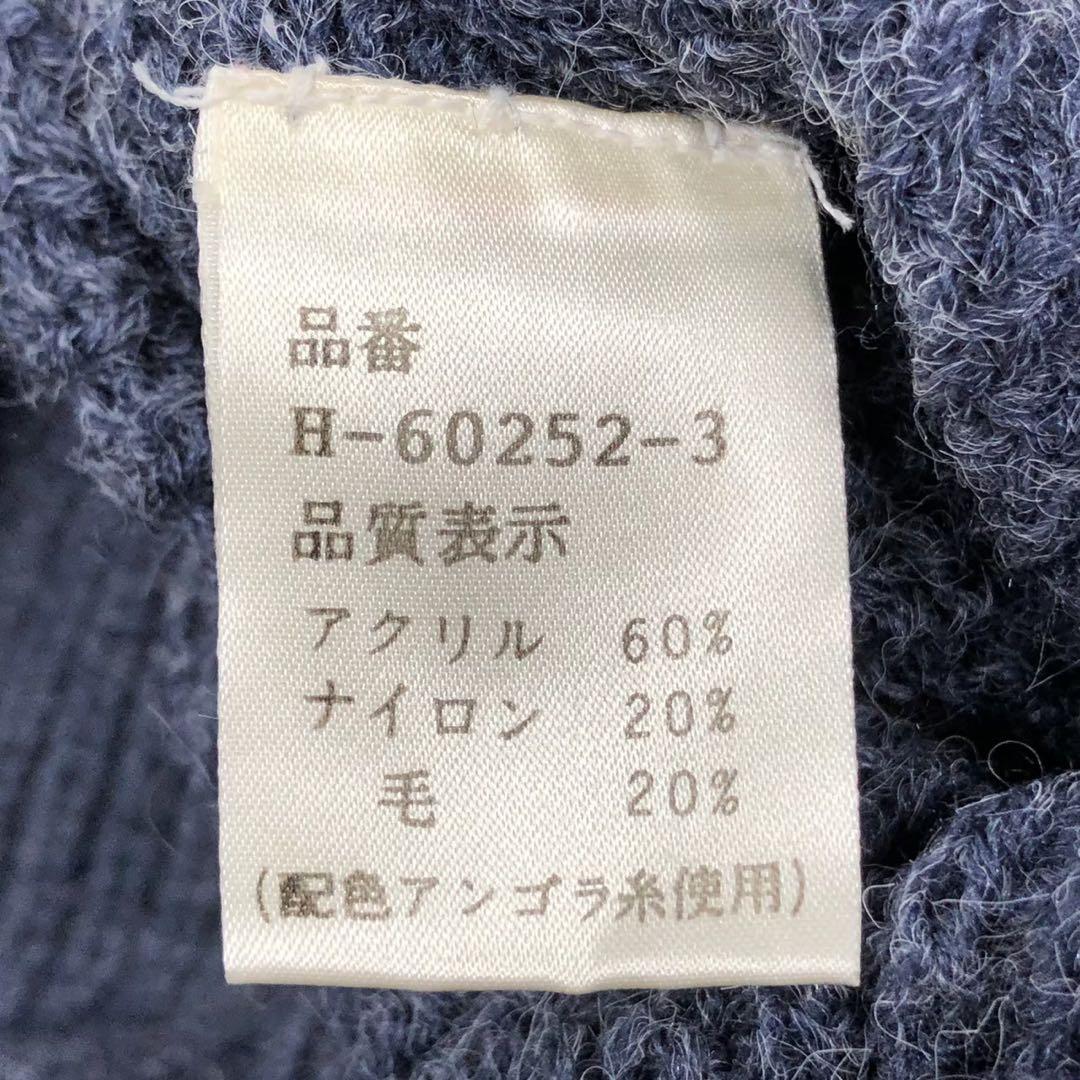 品番
H-60252-3
品質表示
アクリル 60%
ナイロン 20%
毛 20%
(配色アンゴラ糸使用)